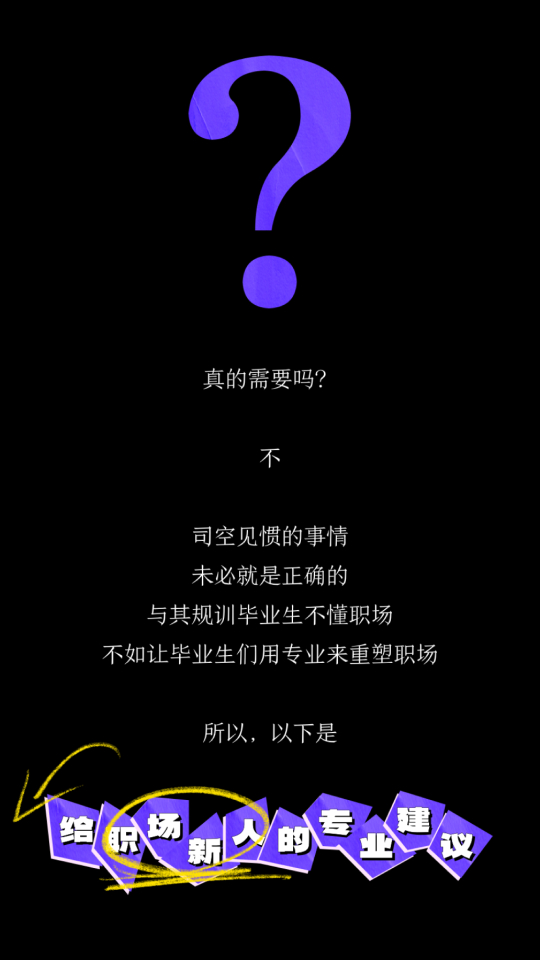 ?
真的需要吗?
不
司空见惯的事情
未必就是正确的
与其规训毕业生不懂职场
不如让毕业生们用专业来重塑职场
所以,以下是
给职场新人的专业建议